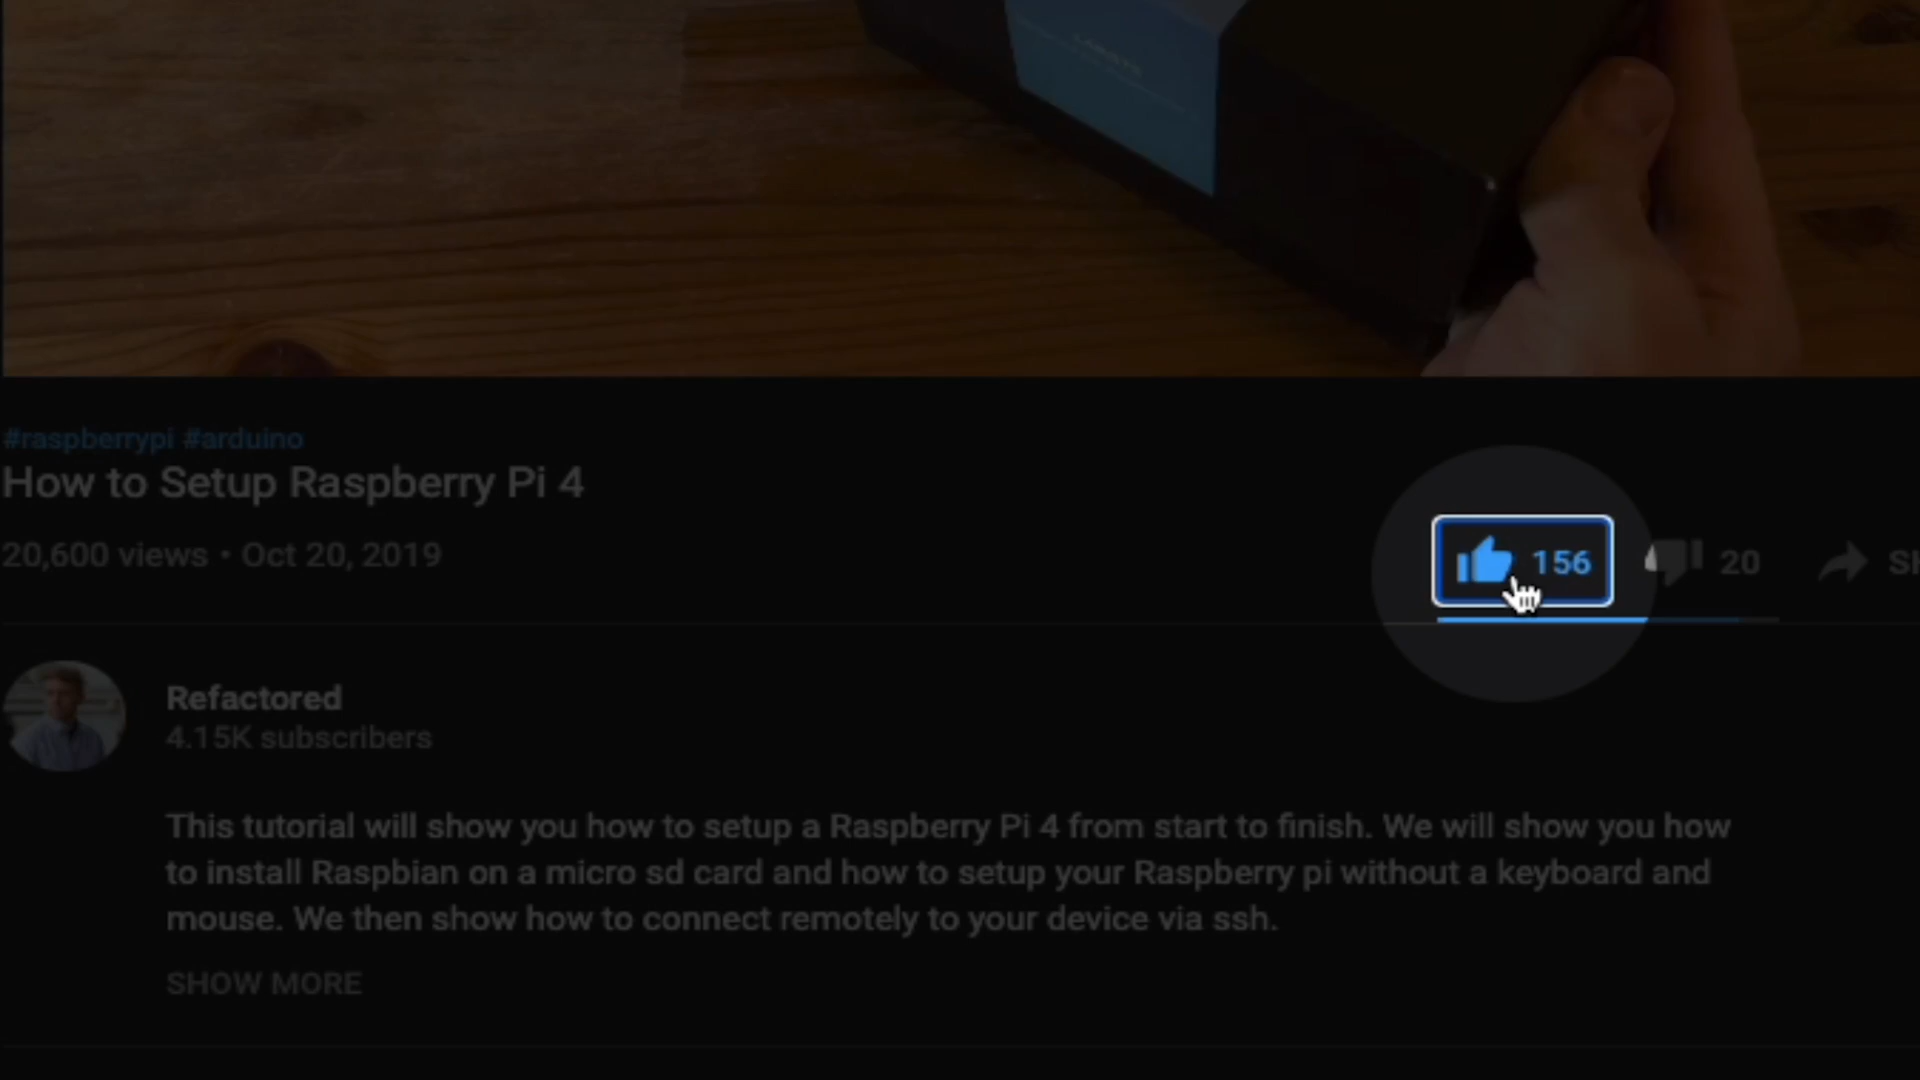 #raspberrypi #arduino
How to Setup Raspberry Pi 4
20,600 views • Oct 20, 2019
156
20
Refactored
4.15K subscribers
This tutorial will show you how to setup a Raspberry Pi 4 from start to finish. We will show you how
to install Raspbian on a micro sd card and how to setup your Raspberry pi without a keyboard and
mouse. We then show how to connect remotely to your device via ssh.
SHOW MORE